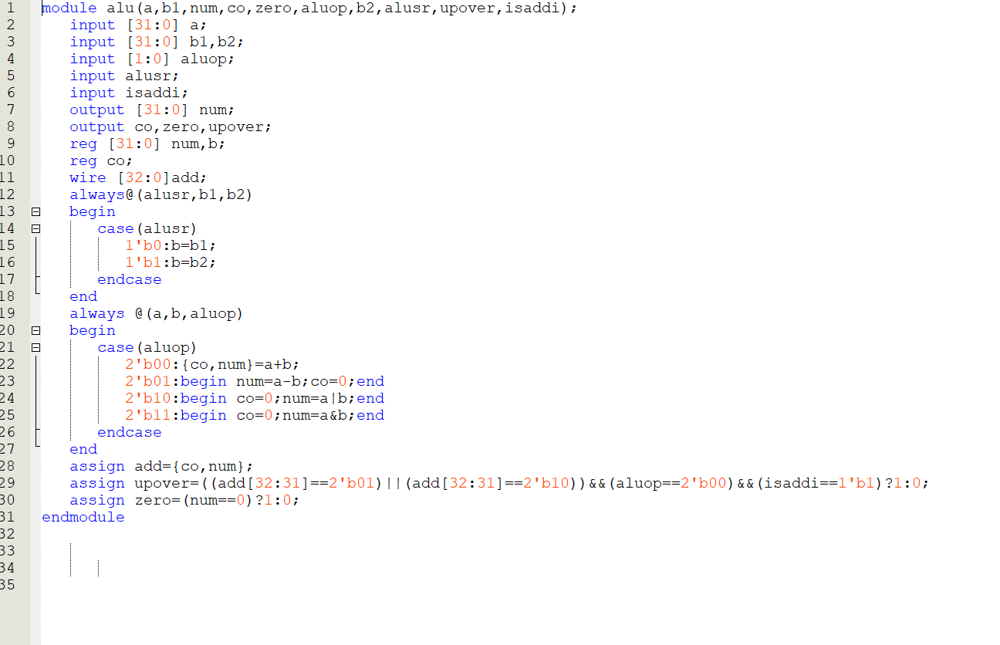 1 module alu(a,b1,num,co,zero,aluop,b2,alusr,upover,isaddi);
2 input [31:0] a;
3 input [31:0] b1,b2;
4 input [1:0] aluop;
5 input alusr;
6 input isaddi;
7 output [31:0] num;
8 output co,zero,upover;
9 reg [31:0] num,b;
10 reg co;
11 wire [32:0]add;
12 always@(alusr,b1,b2)
13 begin
14 case(alusr)
15 1'b0:b=b1;
16 1'b1:b=b2;
17 endcase
18 end
19 always @(a,b,aluop)
20 begin
21 case(aluop)
22 2'b00:{co,num}=a+b;
23 2'b01:begin num=a-b;co=0;end
24 2'b10:begin co=0;num=a|b;end
25 2'b11:begin co=0;num=a&b;end
26 endcase
27 end
28 assign add={co,num};
29 assign upover=((add[32:31]==2'b01)||(add[32:31]==2'b10))&&(aluop==2'b00)&&(isaddi==1'b1)?1:0;
30 assign zero=(num==0)?1:0;
31 endmodule
32
33
34
35